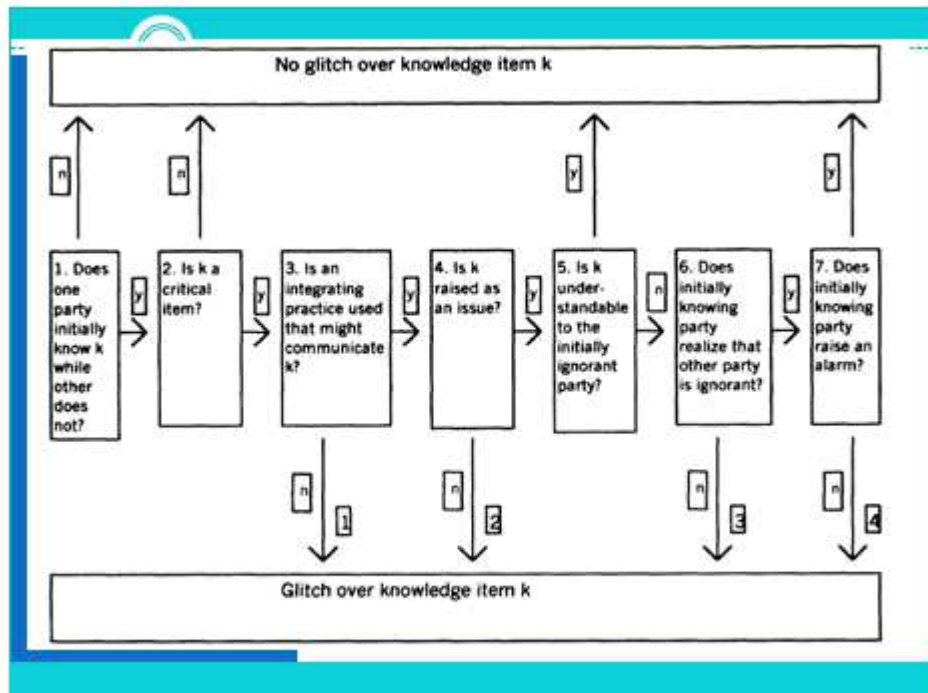 No glitch over knowledge item k
n
n
y
y
1. Does
one
party
initially
know k
while
other
does
not?
y
2. Is k a
critical
item?
y
3. Is an
integrating
practice used
that might
communicate
k?
y
4. Is k
raised as
an issue?
y
5. Is k
under-
standable
to the
initially
ignorant
party?
n
6. Does
initially
knowing
party
realize that
other party
is ignorant?
y
7. Does
initially
knowing
party
raise an
alarm?
n
1
n
2
n
3
n
4
Glitch over knowledge item k